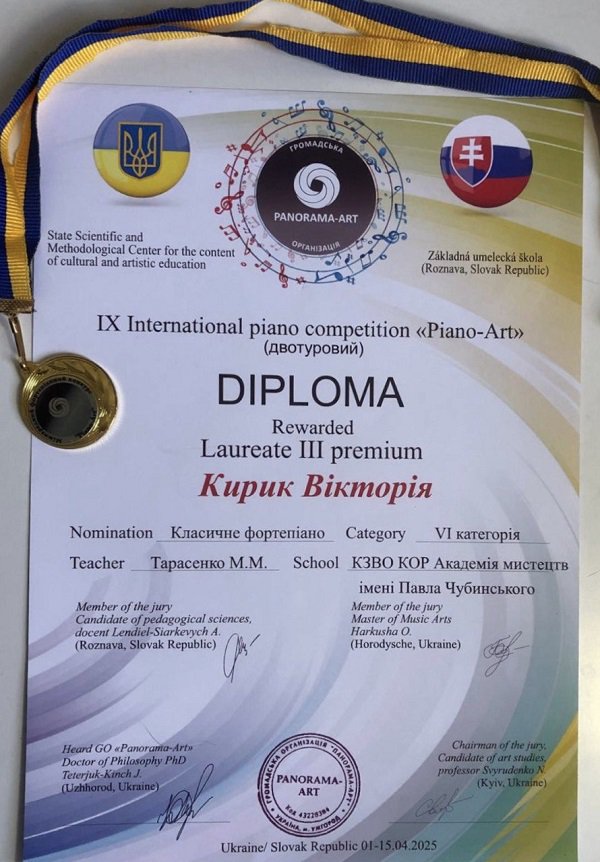 ГРОМАДСЬКА
PANORAMA-ART
ОРГАНІЗАЦІЯ
State Scientific and
Methodological Center for the content
of cultural and artistic education
Základná umelecká škola
(Roznava, Slovak Republic)
IX International piano competition «Piano-Art»
(двотуровий)
DIPLOMA
Rewarded
Laureate III premium
Кирик Вікторія
Nomination Класичне фортепіано Category VI категорія
Teacher Тарасенко М.М. School КЗВО КОР Академія мистецтв
імені Павла Чубинського
Member of the jury
Candidate of pedagogical sciences,
docent Lendiel-Siarkevych A.
(Roznava, Slovak Republic)
Member of the jury
Master of Music Arts
Harkusha O.
(Horodysche, Ukraine)
Heard GO «Panorama-Art»
Doctor of Philosophy PhD
Teterjuk-Kinch J.
(Uzhhorod, Ukraine)
Chairman of the jury,
Candidate of art studies,
professor Svyrudenko N.
(Kyiv, Ukraine)
ГРОМАДСЬКА ОРГАНІЗАЦІЯ "ПАНОРАМА-АРТ"
PANORAMA-
ART
Код 43229394
УКРАЇНА, м. УЖГОРОД
Ukraine/ Slovak Republic 01-15.04.2025